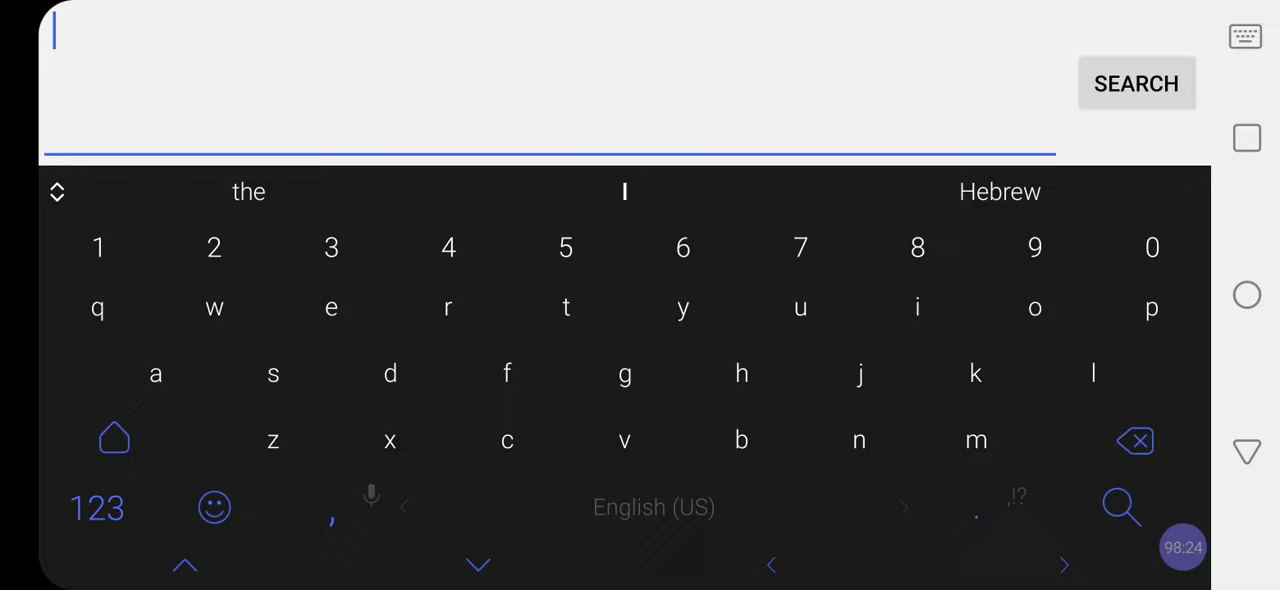 SEARCH
the I Hebrew
1 2 3 4 5 6 7 8 9 0
q w e r t y u i o p
a s d f g h j k l
z x c v b n m
123 , English (US) . ,!?
98:24